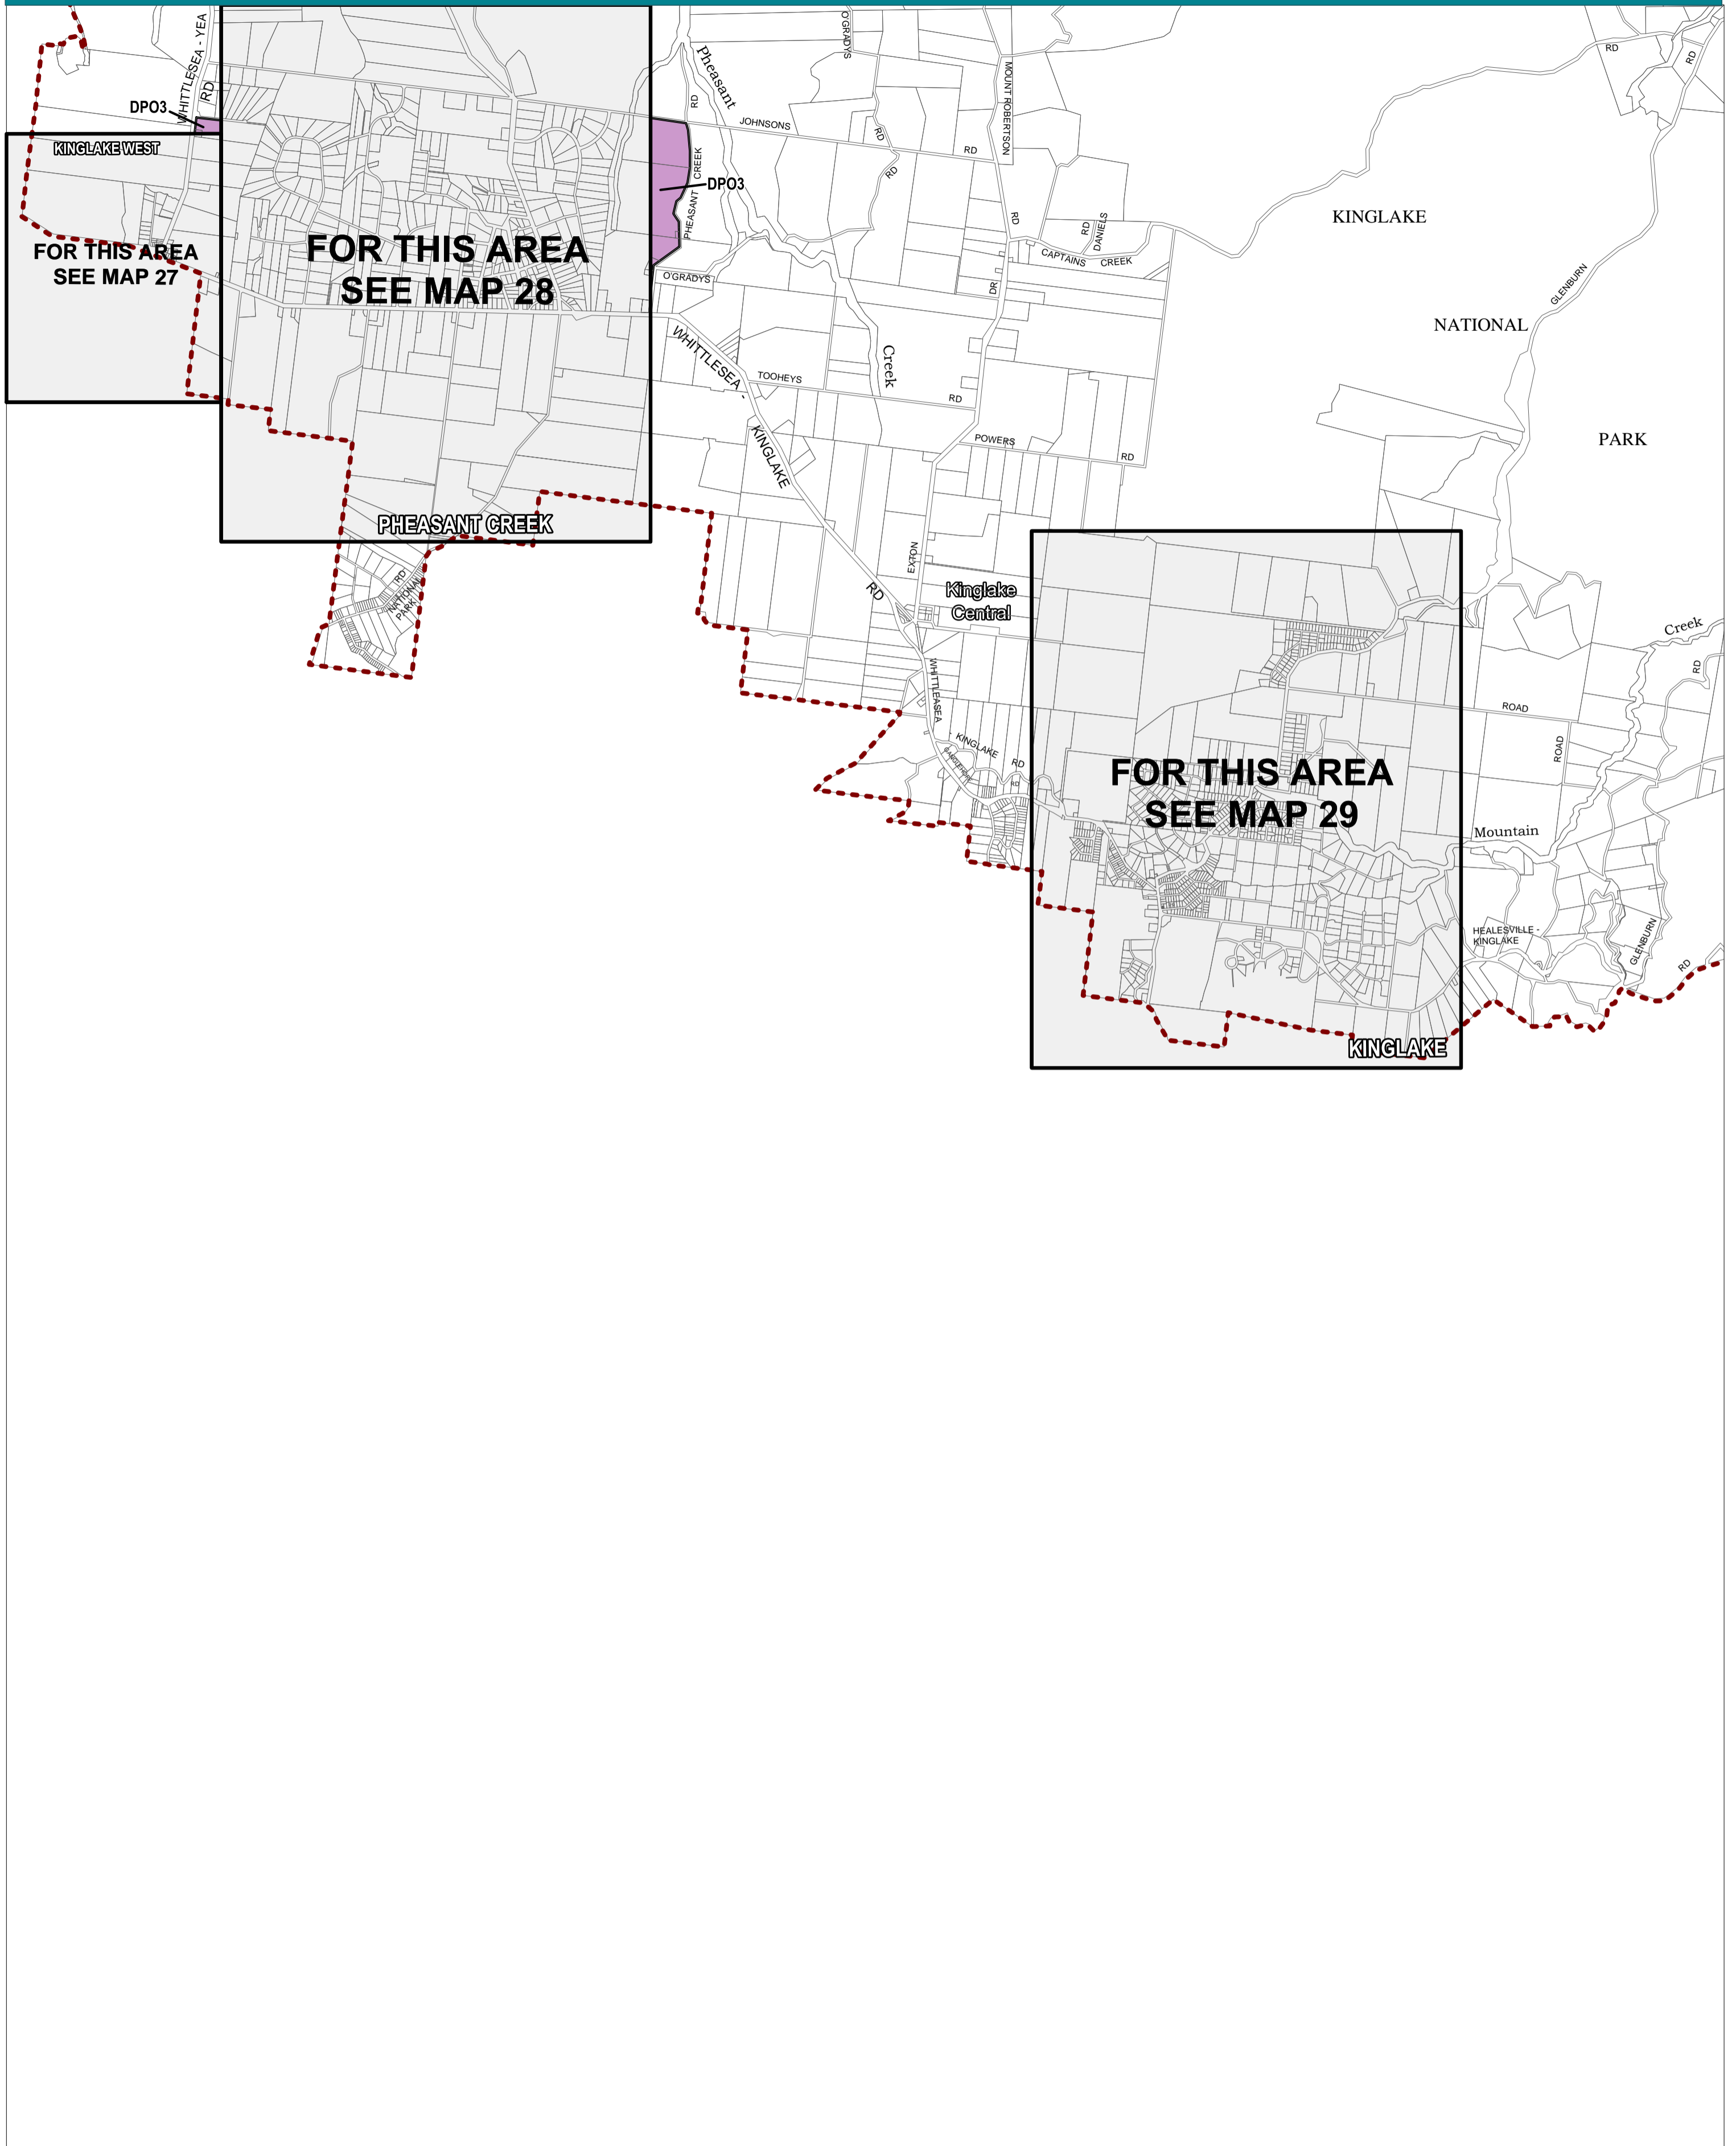 O'GRADYS
RD
RD
WHITTLESEA - YEA
RD
DPO3
Pheasant
MOUNT ROBERTSON
RD
JOHNSONS
RD
RD
RD
KINGLAKE WEST
PHEASANT CREEK
DPO3
KINGLAKE
RD
RD
DANIELS
FOR THIS AREA
SEE MAP 27
FOR THIS AREA
SEE MAP 28
CAPTAINS CREEK
O'GRADYS
DR
GLENBURN
NATIONAL
WHITTLESEA -
Creek
TOOHEYS
RD
KINGLAKE
POWERS
RD
PARK
PHEASANT CREEK
EXTON
RD
NATIONAL
PARK
RD
Kinglake
Central
Creek
RD
WHITTLEASEA
- KINGLAKE
RD
RD
ROAD
ROAD
FOR THIS AREA
SEE MAP 29
Mountain
HEALESVILLE -
KINGLAKE
GLENBURN
RD
KINGLAKE